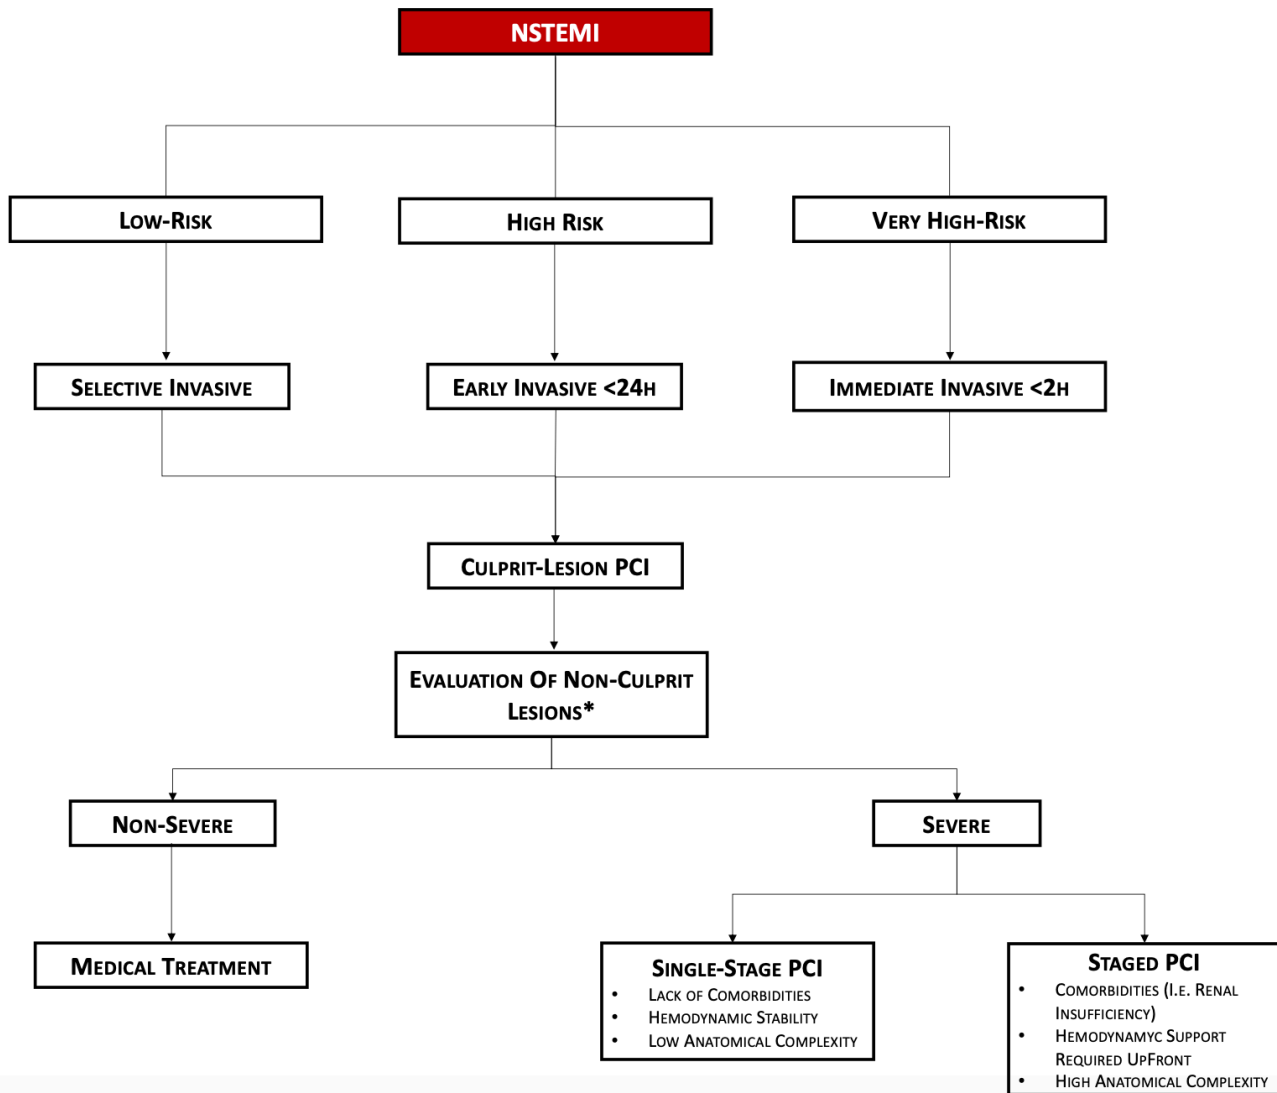 NSTEMI
LOW-RISK
HIGH RISK
VERY HIGH-RISK
SELECTIVE INVASIVE
EARLY INVASIVE <24H
IMMEDIATE INVASIVE <2H
CULPRIT-LESION PCI
EVALUATION OF NON-CULPRIT
LESIONS*
NON-SEVERE
SEVERE
MEDICAL TREATMENT
SINGLE-STAGE PCI
• LACK OF COMORBIDITIES
• HEMODYNAMIC STABILITY
• LOW ANATOMICAL COMPLEXITY
STAGED PCI
• COMORBIDITIES (I.E. RENAL
INSUFFICIENCY)
• HEMODYNAMYC SUPPORT
REQUIRED UPFRONT
• HIGH ANATOMICAL COMPLEXITY